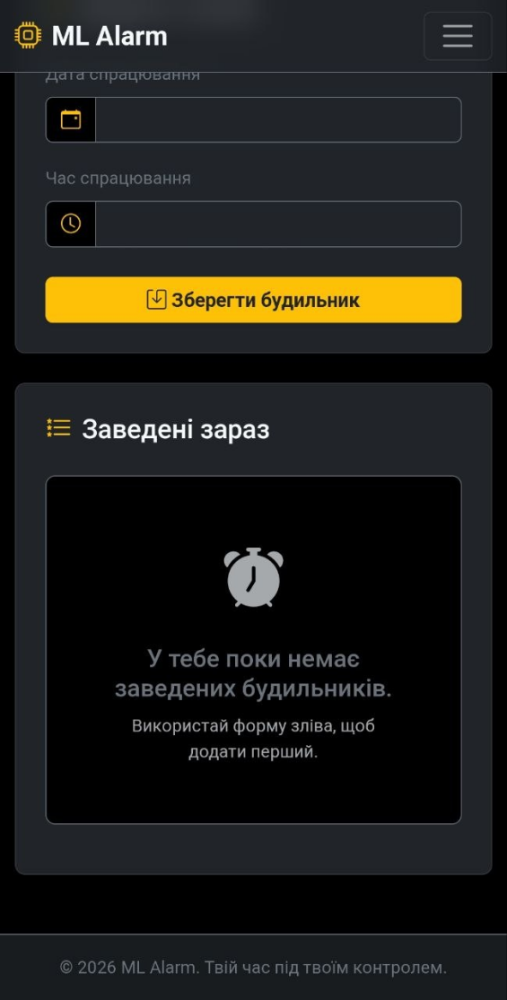 ML Alarm
Дата спрацювання
Час спрацювання
Зберегти будильник
Заведені зараз
У тебе поки немає
заведених будильників.
Використай форму зліва, щоб
додати перший.
© 2026 ML Alarm. Твій час під твоїм контролем.